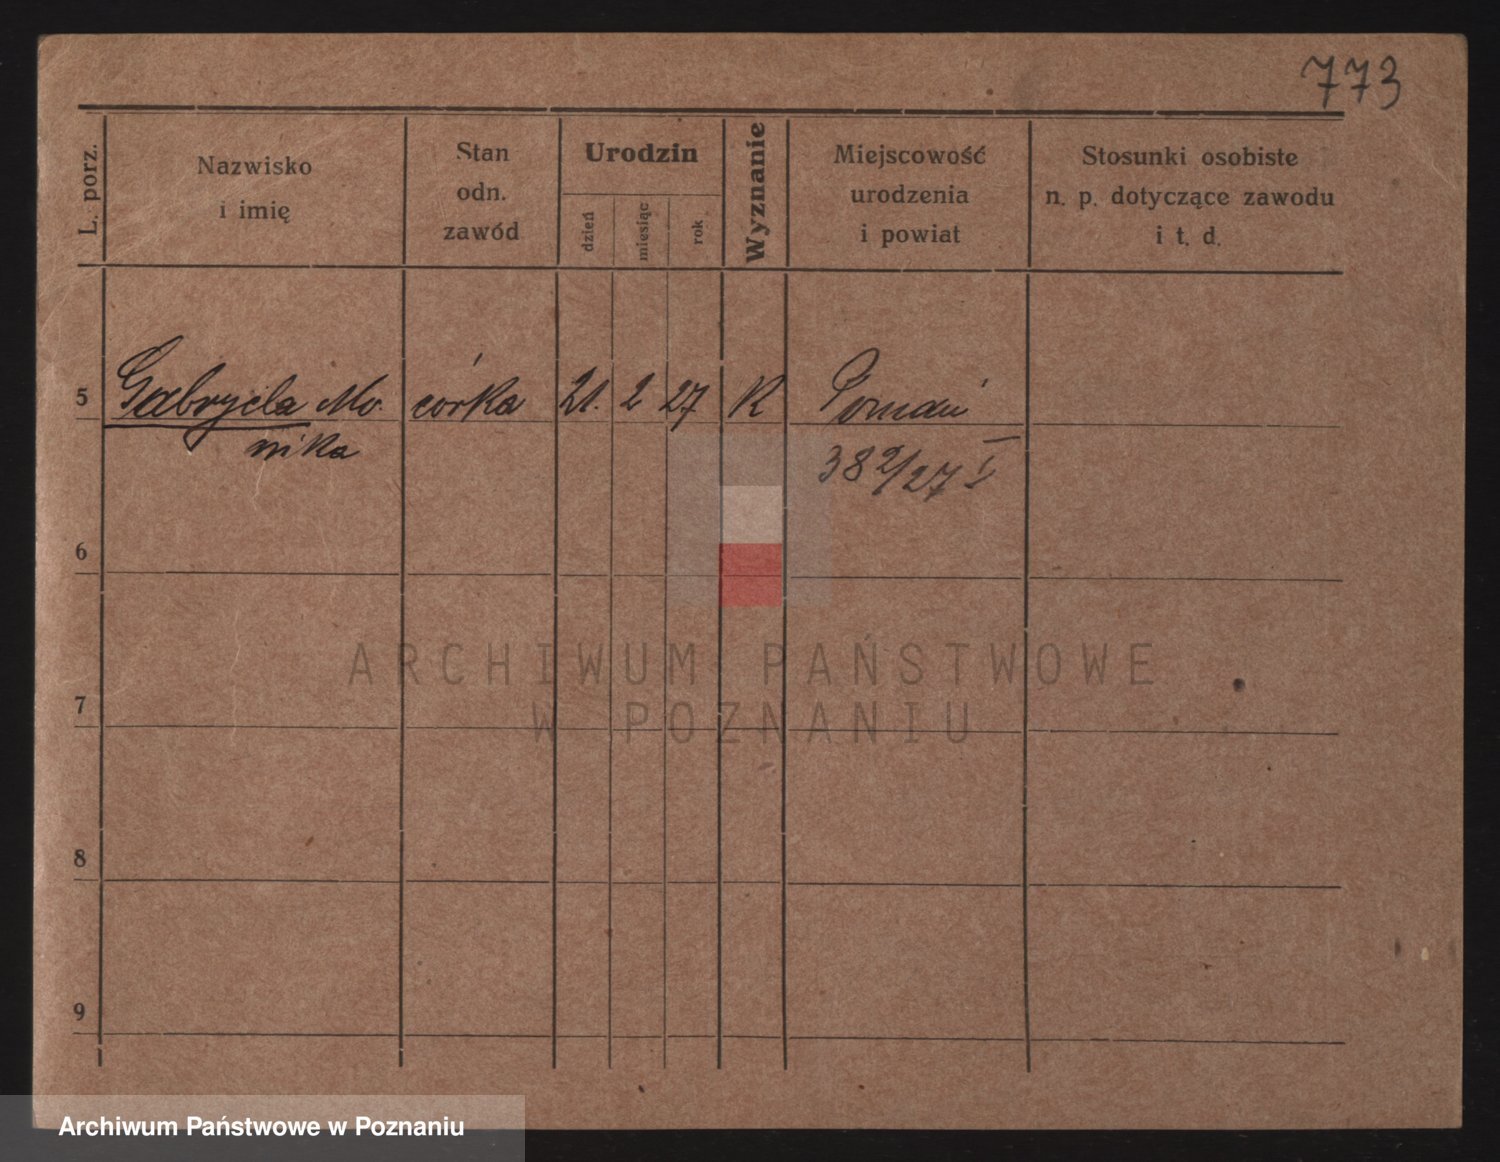 773
L. porz.
Nazwisko
i imię
Stan
odn.
zawód
Urodzin
dzień
miesiąc
rok
Wyznanie
Miejscowość
urodzenia
i powiat
Stosunki osobiste
n. p. dotyczące zawodu
i t. d.
5 Gabryela Mo córka 21. 2 27 K Poznań
nika
382/27 I
6
7
8
9
ARCHIWUM PAŃSTWOWE
W POZNANIU
Archiwum Państwowe w Poznaniu